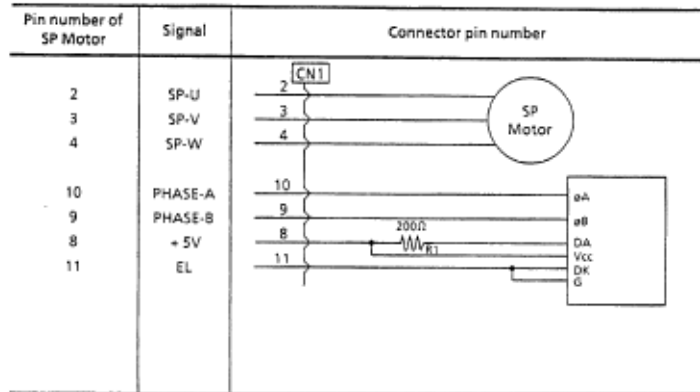 Pin number of
SP Motor
Signal
Connector pin number
CN1
2 SP-U 2
3 SP-V 3
4 SP-W 4
SP
Motor
10 PHASE-A 10 øA
9 PHASE-B 9 øB
200Ω
8 +5V 8 R1 DA
Vcc
11 EL 11 DK
G